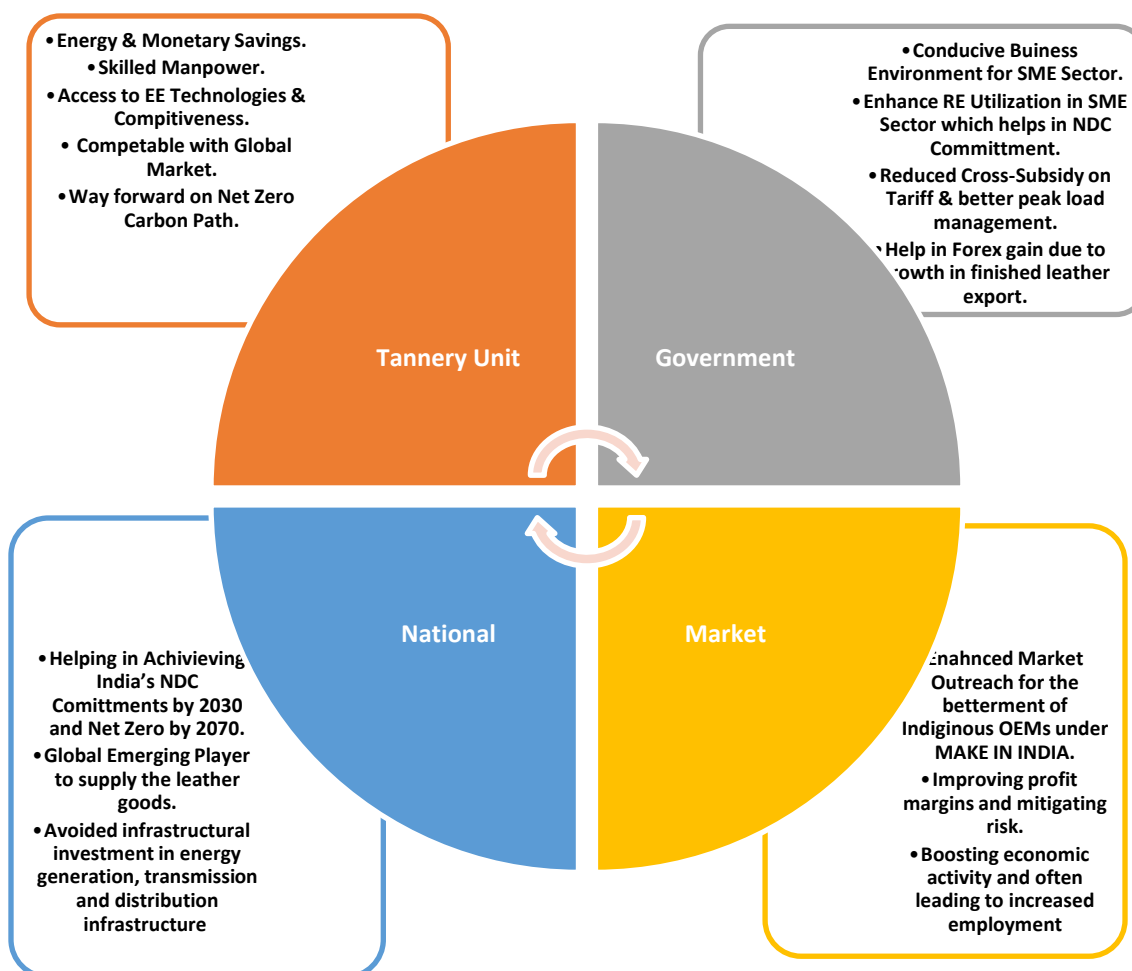 •Energy & Monetary Savings.
•Skilled Manpower.
•Access to EE Technologies &
Compitiveness.
• Competable with Global
Market.
•Way forward on Net Zero
Carbon Path.
•Conducive Buiness
Environment for SME Sector.
•Enhance RE Utilization in SME
Sector which helps in NDC
Committment.
•Reduced Cross-Subsidy on
Tariff & better peak load
management.
•Help in Forex gain due to
rowth in finished leather
export.
Tannery Unit
Government
National
Market
•Helping in Achivieving
India’s NDC
Comittments by 2030
and Net Zero by 2070.
•Global Emerging Player
to supply the leather
goods.
•Avoided infrastructural
investment in energy
generation, transmission
and distribution
infrastructure
Enahnced Market
Outreach for the
betterment of
Indiginous OEMs under
MAKE IN INDIA.
•Improving profit
margins and mitigating
risk.
•Boosting economic
activity and often
leading to increased
employment